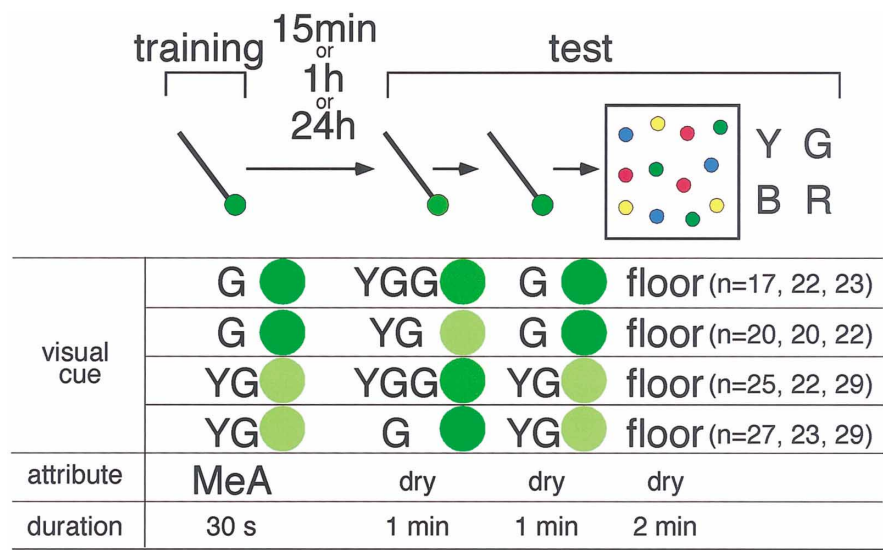 training 15min or 1h or 24h test
Y G
B R
visual cue
G YGG G floor (n=17, 22, 23)
G YG G floor (n=20, 20, 22)
YG YGG YG floor (n=25, 22, 29)
YG G YG floor (n=27, 23, 29)
attribute MeA dry dry dry
duration 30 s 1 min 1 min 2 min